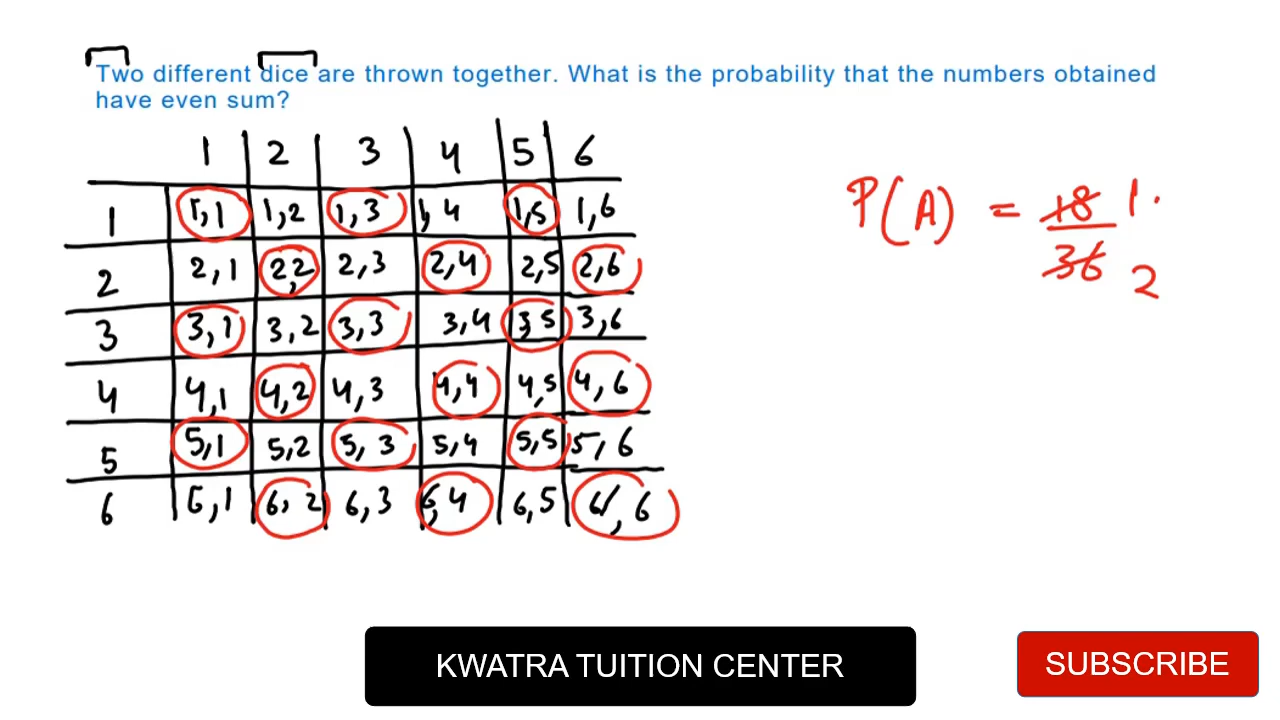 Two different dice are thrown together. What is the probability that the numbers obtained
have even sum?
1 2 3 4 5 6
1 1,1 1,2 1,3 1,4 1,5 1,6
2 2,1 2,2 2,3 2,4 2,5 2,6
3 3,1 3,2 3,3 3,4 3,5 3,6
4 4,1 4,2 4,3 4,4 4,5 4,6
5 5,1 5,2 5,3 5,4 5,5 5,6
6 6,1 6,2 6,3 6,4 6,5 6,6
P(A) = 18 1.
36 2
KWATRA TUITION CENTER
SUBSCRIBE